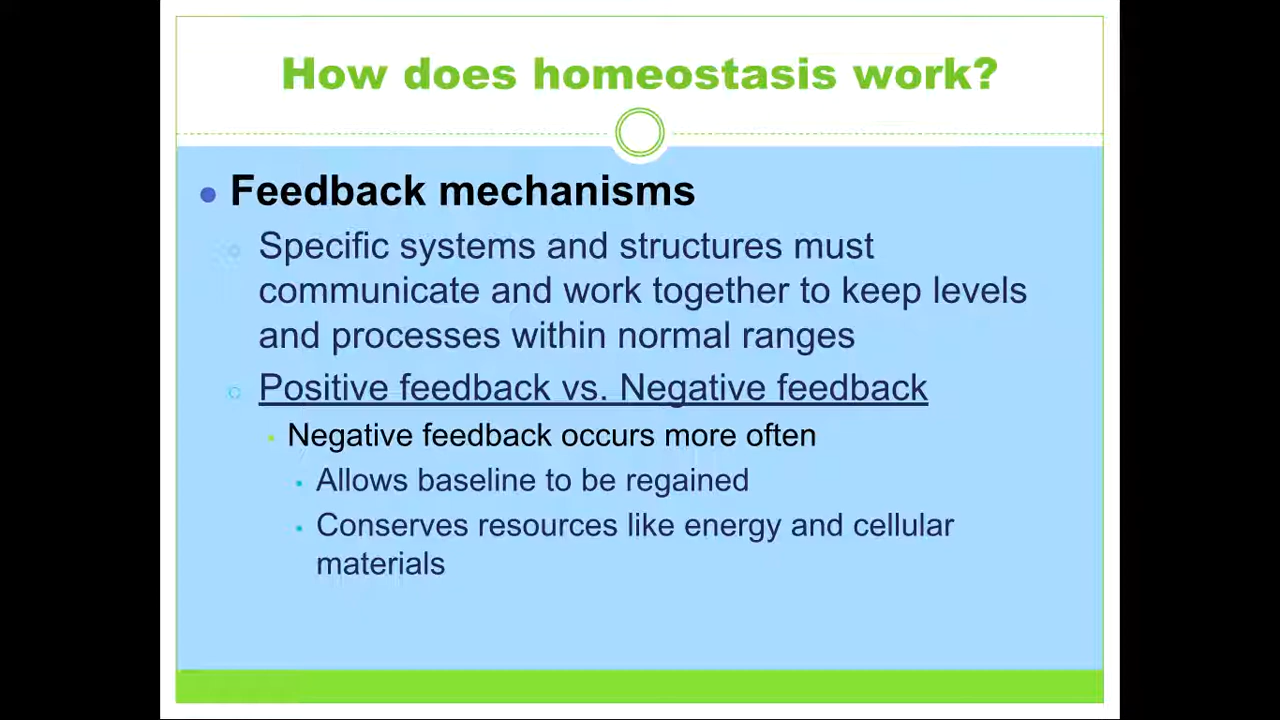 How does homeostasis work?
Feedback mechanisms
Specific systems and structures must
communicate and work together to keep levels
and processes within normal ranges
Positive feedback vs. Negative feedback
Negative feedback occurs more often
Allows baseline to be regained
Conserves resources like energy and cellular
materials